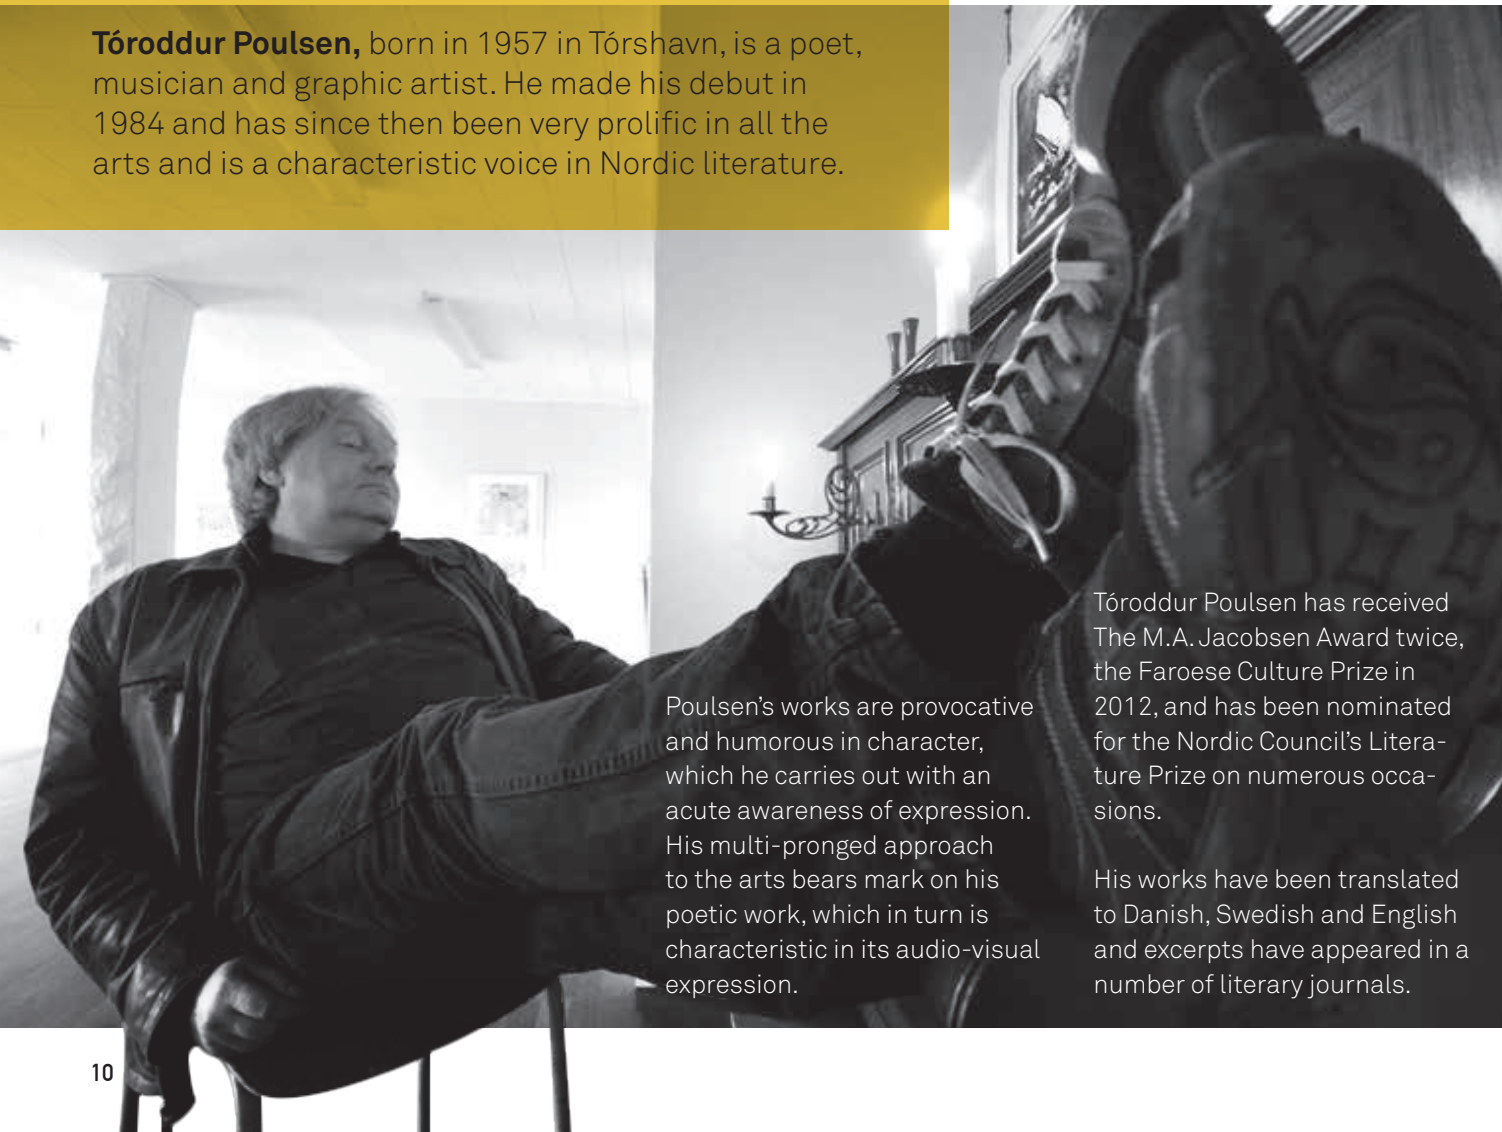 Tóroddur Poulsen, born in 1957 in Tórshavn, is a poet,
musician and graphic artist. He made his debut in
1984 and has since then been very prolific in all the
arts and is a characteristic voice in Nordic literature.
Poulsen’s works are provocative
and humorous in character,
which he carries out with an
acute awareness of expression.
His multi-pronged approach
to the arts bears mark on his
poetic work, which in turn is
characteristic in its audio-visual
expression.
Tóroddur Poulsen has received
The M.A. Jacobsen Award twice,
the Faroese Culture Prize in
2012, and has been nominated
for the Nordic Council’s Litera-
ture Prize on numerous occa-
sions.
His works have been translated
to Danish, Swedish and English
and excerpts have appeared in a
number of literary journals.
10